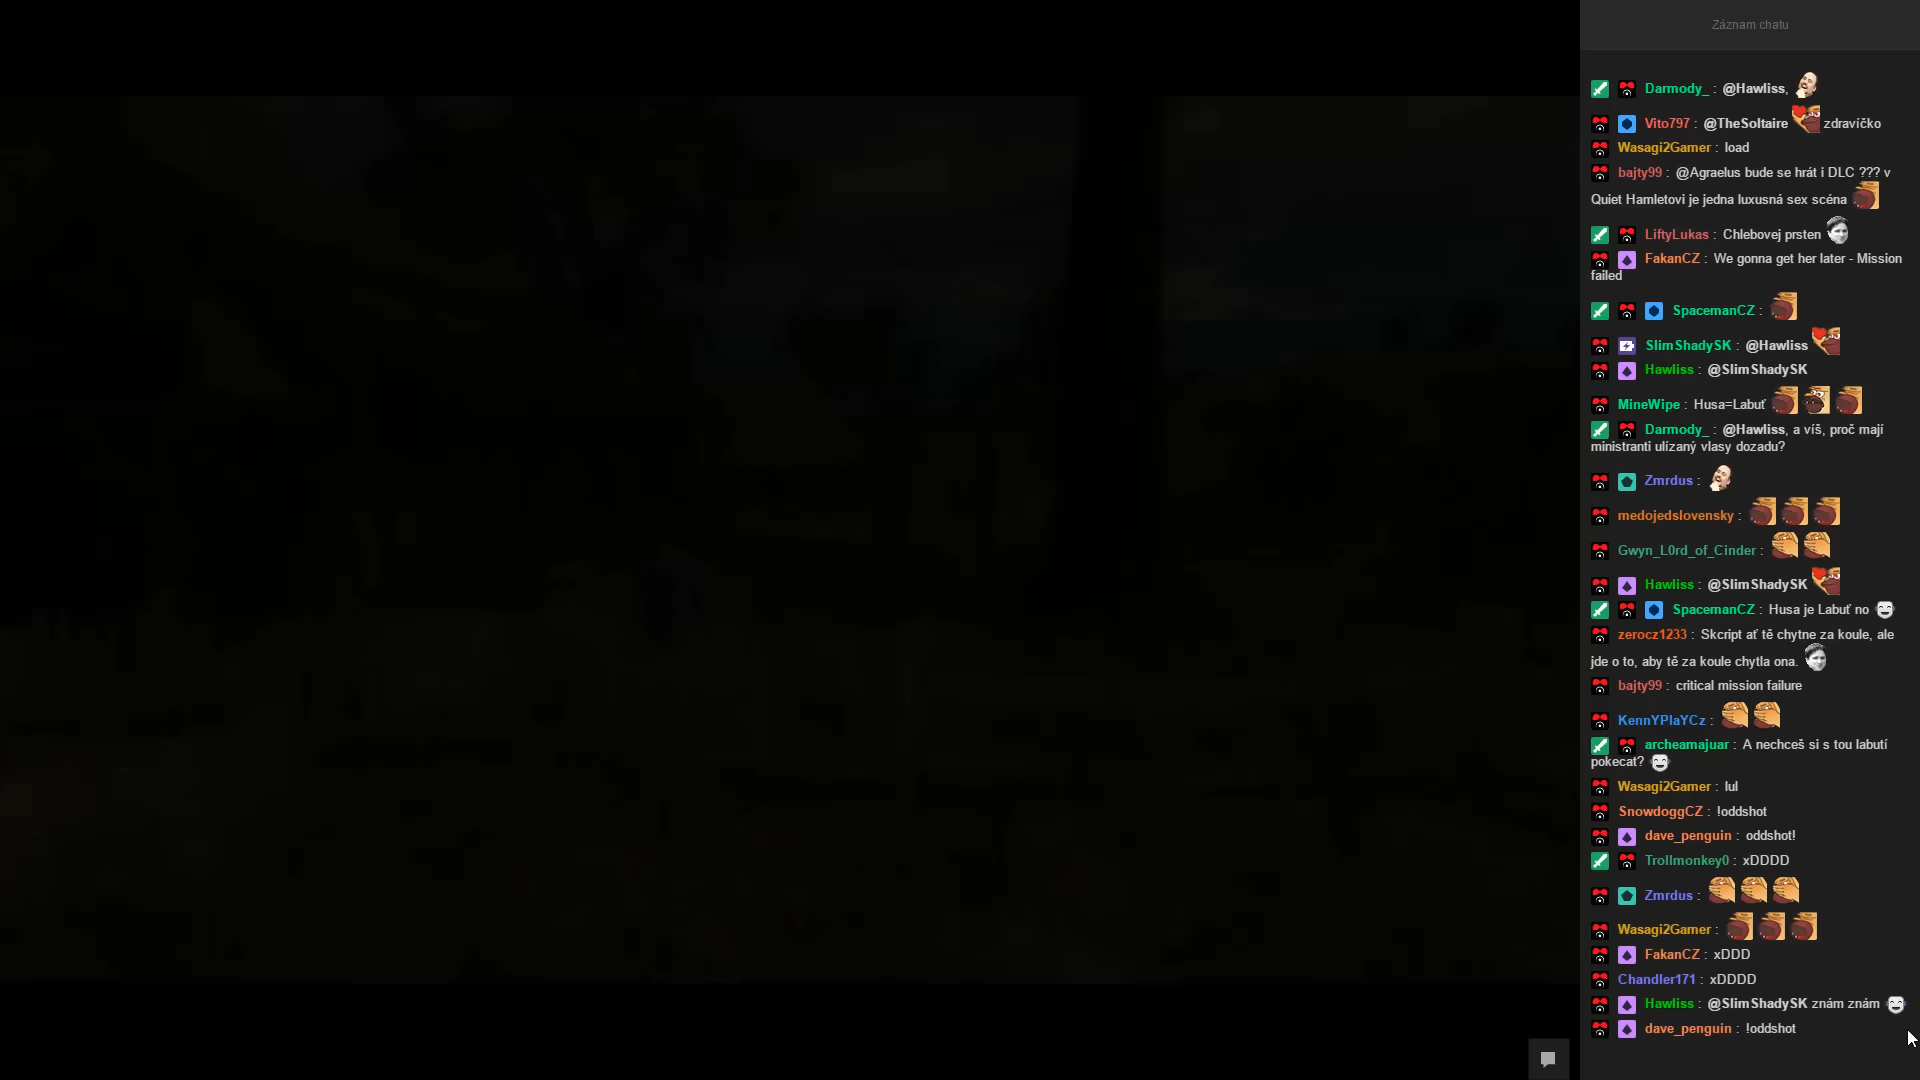 Záznam chatu
Darmody_ : @Hawliss,
Vito797 : @TheSoltaire zdravíčko
Wasagi2Gamer : load
bajty99 : @Agraelus bude se hrát i DLC ??? v
Quiet Hamletovi je jedna luxusná sex scéna
LiftyLukas : Chlebovej prsten
FakanCZ : We gonna get her later - Mission
failed
SpacemanCZ :
SlimShadySK : @Hawliss
Hawliss : @SlimShadySK
MineWipe : Husa=Labuť
Darmody_ : @Hawliss, a víš, proč mají
ministranti ulízaný vlasy dozadu?
Zmrdus :
medojedslovensky :
Gwyn_L0rd_of_Cinder :
Hawliss : @SlimShadySK
SpacemanCZ : Husa je Labuť no
zerocz1233 : Skcript ať tě chytne za koule, ale
jde o to, aby tě za koule chytla ona.
bajty99 : critical mission failure
KennYPlaYCz :
archeamajuar : A nechceš si s tou labutí
pokecat?
Wasagi2Gamer : lul
SnowdoggCZ : !oddshot
dave_penguin : oddshot!
Trollmonkey0 : xDDDD
Zmrdus :
Wasagi2Gamer :
FakanCZ : xDDD
Chandler171 : xDDDD
Hawliss : @SlimShadySK znám znám
dave_penguin : !oddshot